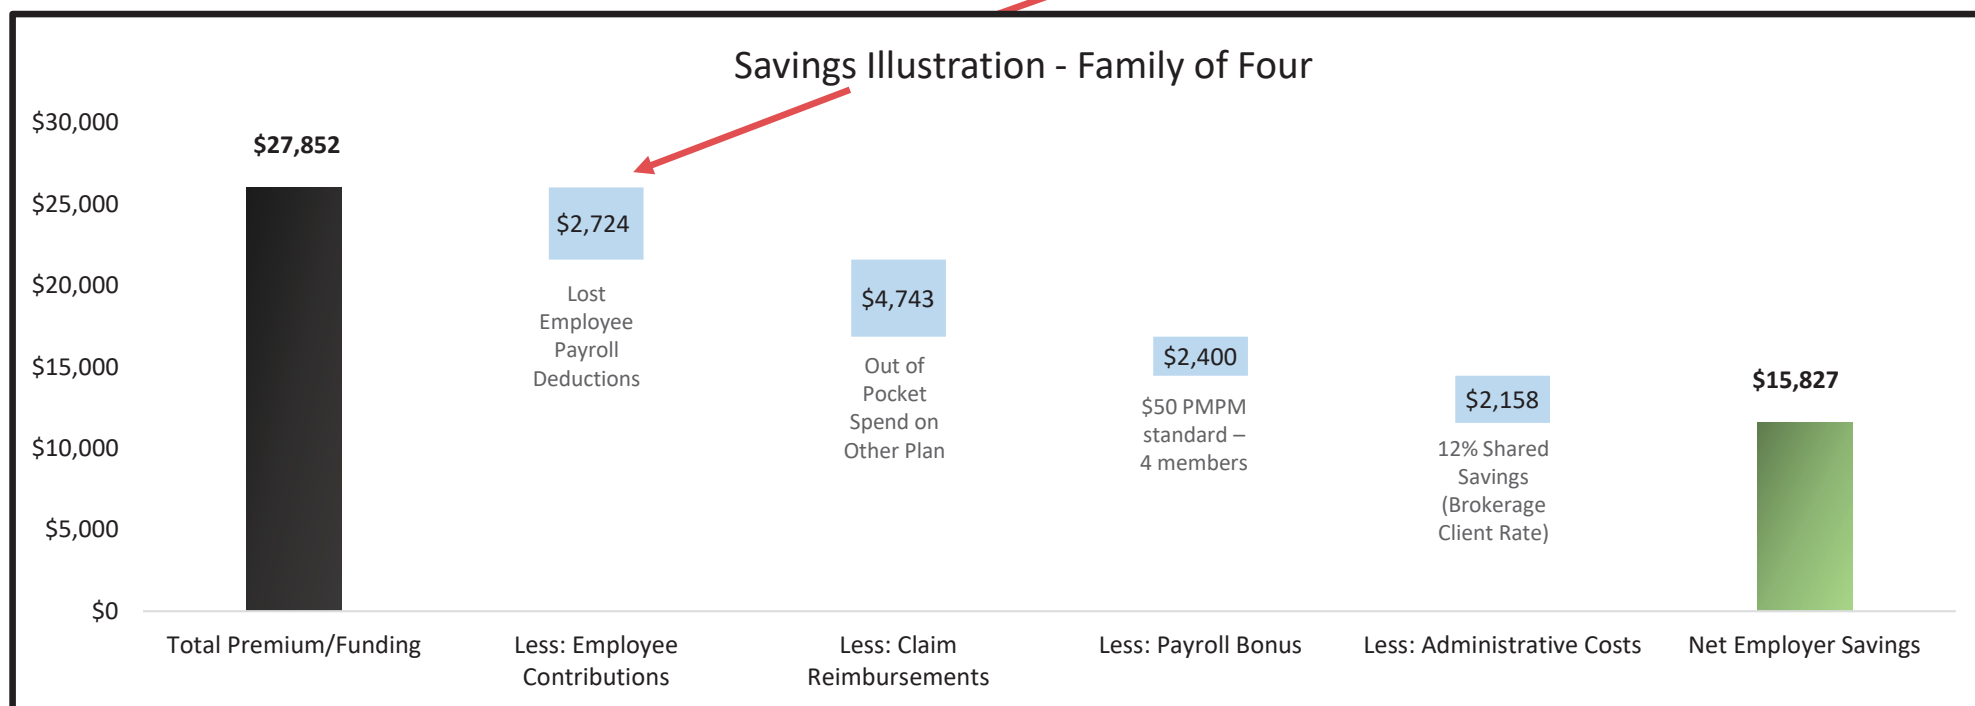 Savings Illustration - Family of Four
$30,000
$25,000
$20,000
$15,000
$10,000
$5,000
$0
$27,852
$2,724
Lost
Employee
Payroll
Deductions
$4,743
Out of
Pocket
Spend on
Other Plan
$2,400
$50 PMPM
standard –
4 members
$2,158
12% Shared
Savings
(Brokerage
Client Rate)
$15,827
Total Premium/Funding
Less: Employee
Contributions
Less: Claim
Reimbursements
Less: Payroll Bonus
Less: Administrative Costs
Net Employer Savings